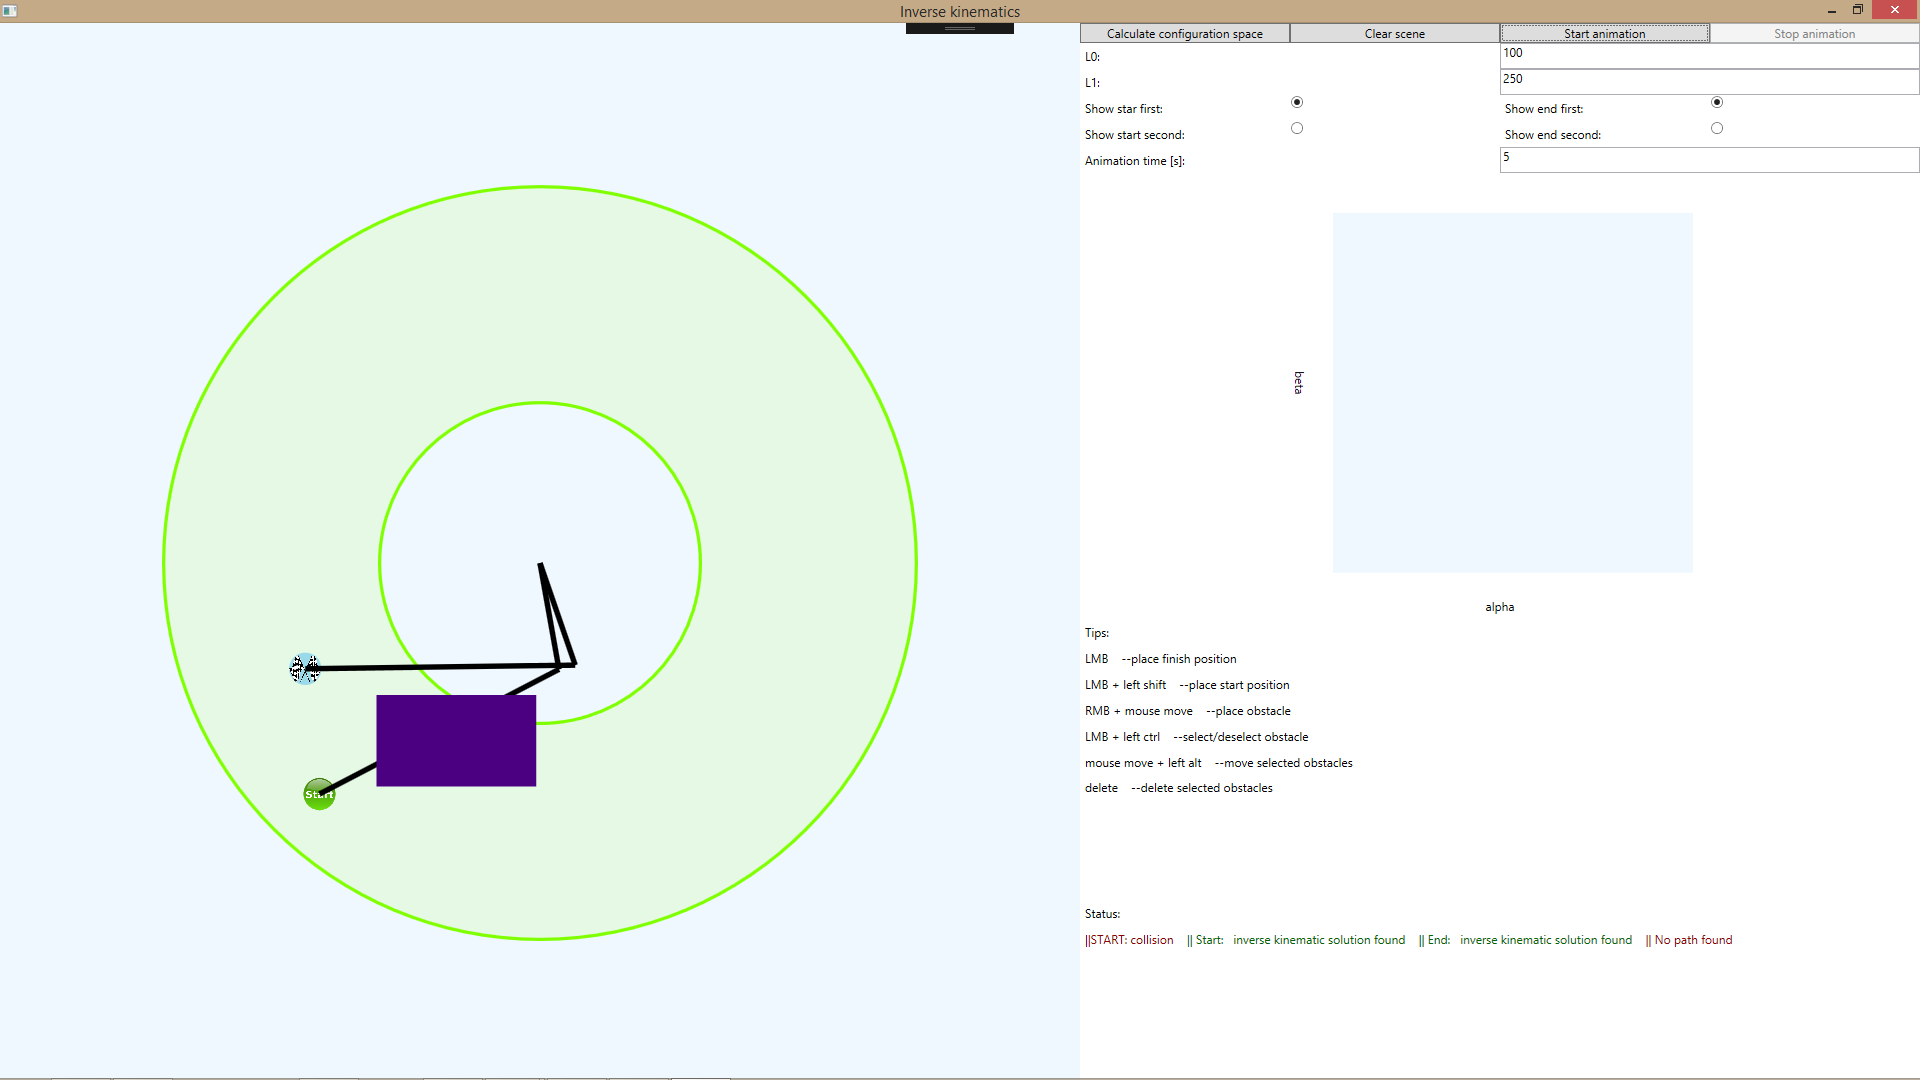 Inverse kinematics
Calculate configuration space
Clear scene
Start animation
Stop animation
L0:
100
L1:
250
Show star first:
Show end first:
Show start second:
Show end second:
Animation time [s]:
5
beta
alpha
Tips:
LMB --place finish position
LMB + left shift --place start position
RMB + mouse move --place obstacle
LMB + left ctrl --select/deselect obstacle
mouse move + left alt --move selected obstacles
delete --delete selected obstacles
Start
Status:
||START: collision || Start: inverse kinematic solution found || End: inverse kinematic solution found || No path found